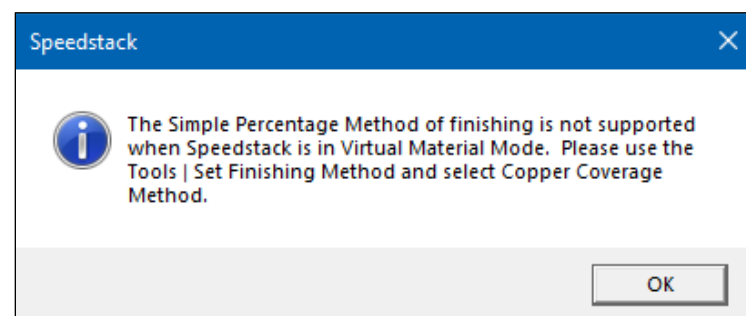 Speedstack
The Simple Percentage Method of finishing is not supported
when Speedstack is in Virtual Material Mode.  Please use the
Tools | Set Finishing Method and select Copper Coverage
Method.
OK